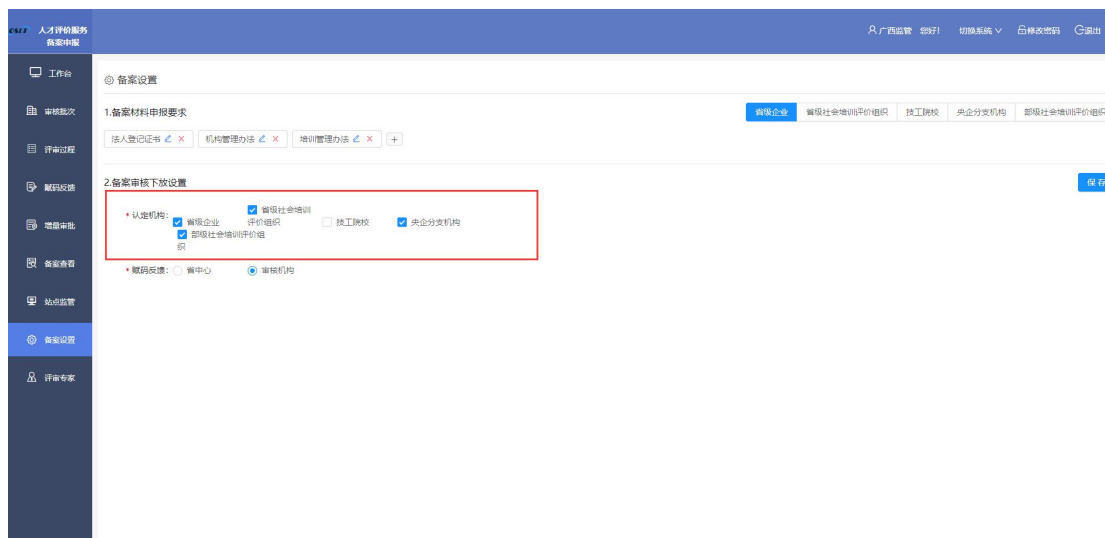 OSTA 人才评价服务
备案申报
广西监管 您好! 切换系统 修改密码 退出
工作台
审核批次
评审过程
赋码反馈
增量审批
备案查看
站点监管
备案设置
评审专家
备案设置
1.备案材料申报要求
省级企业 省级社会培训评价组织 技工院校 央企分支机构 部级社会培训评价组织
法人登记证书 × 机构管理办法 × 培训管理办法 × +
2.备案审核下放设置
保存
* 认定机构: 省级企业 省级社会培训 技工院校 央企分支机构
评价组织
部级社会培训评价组
织
* 赋码反馈: 省中心 审核机构